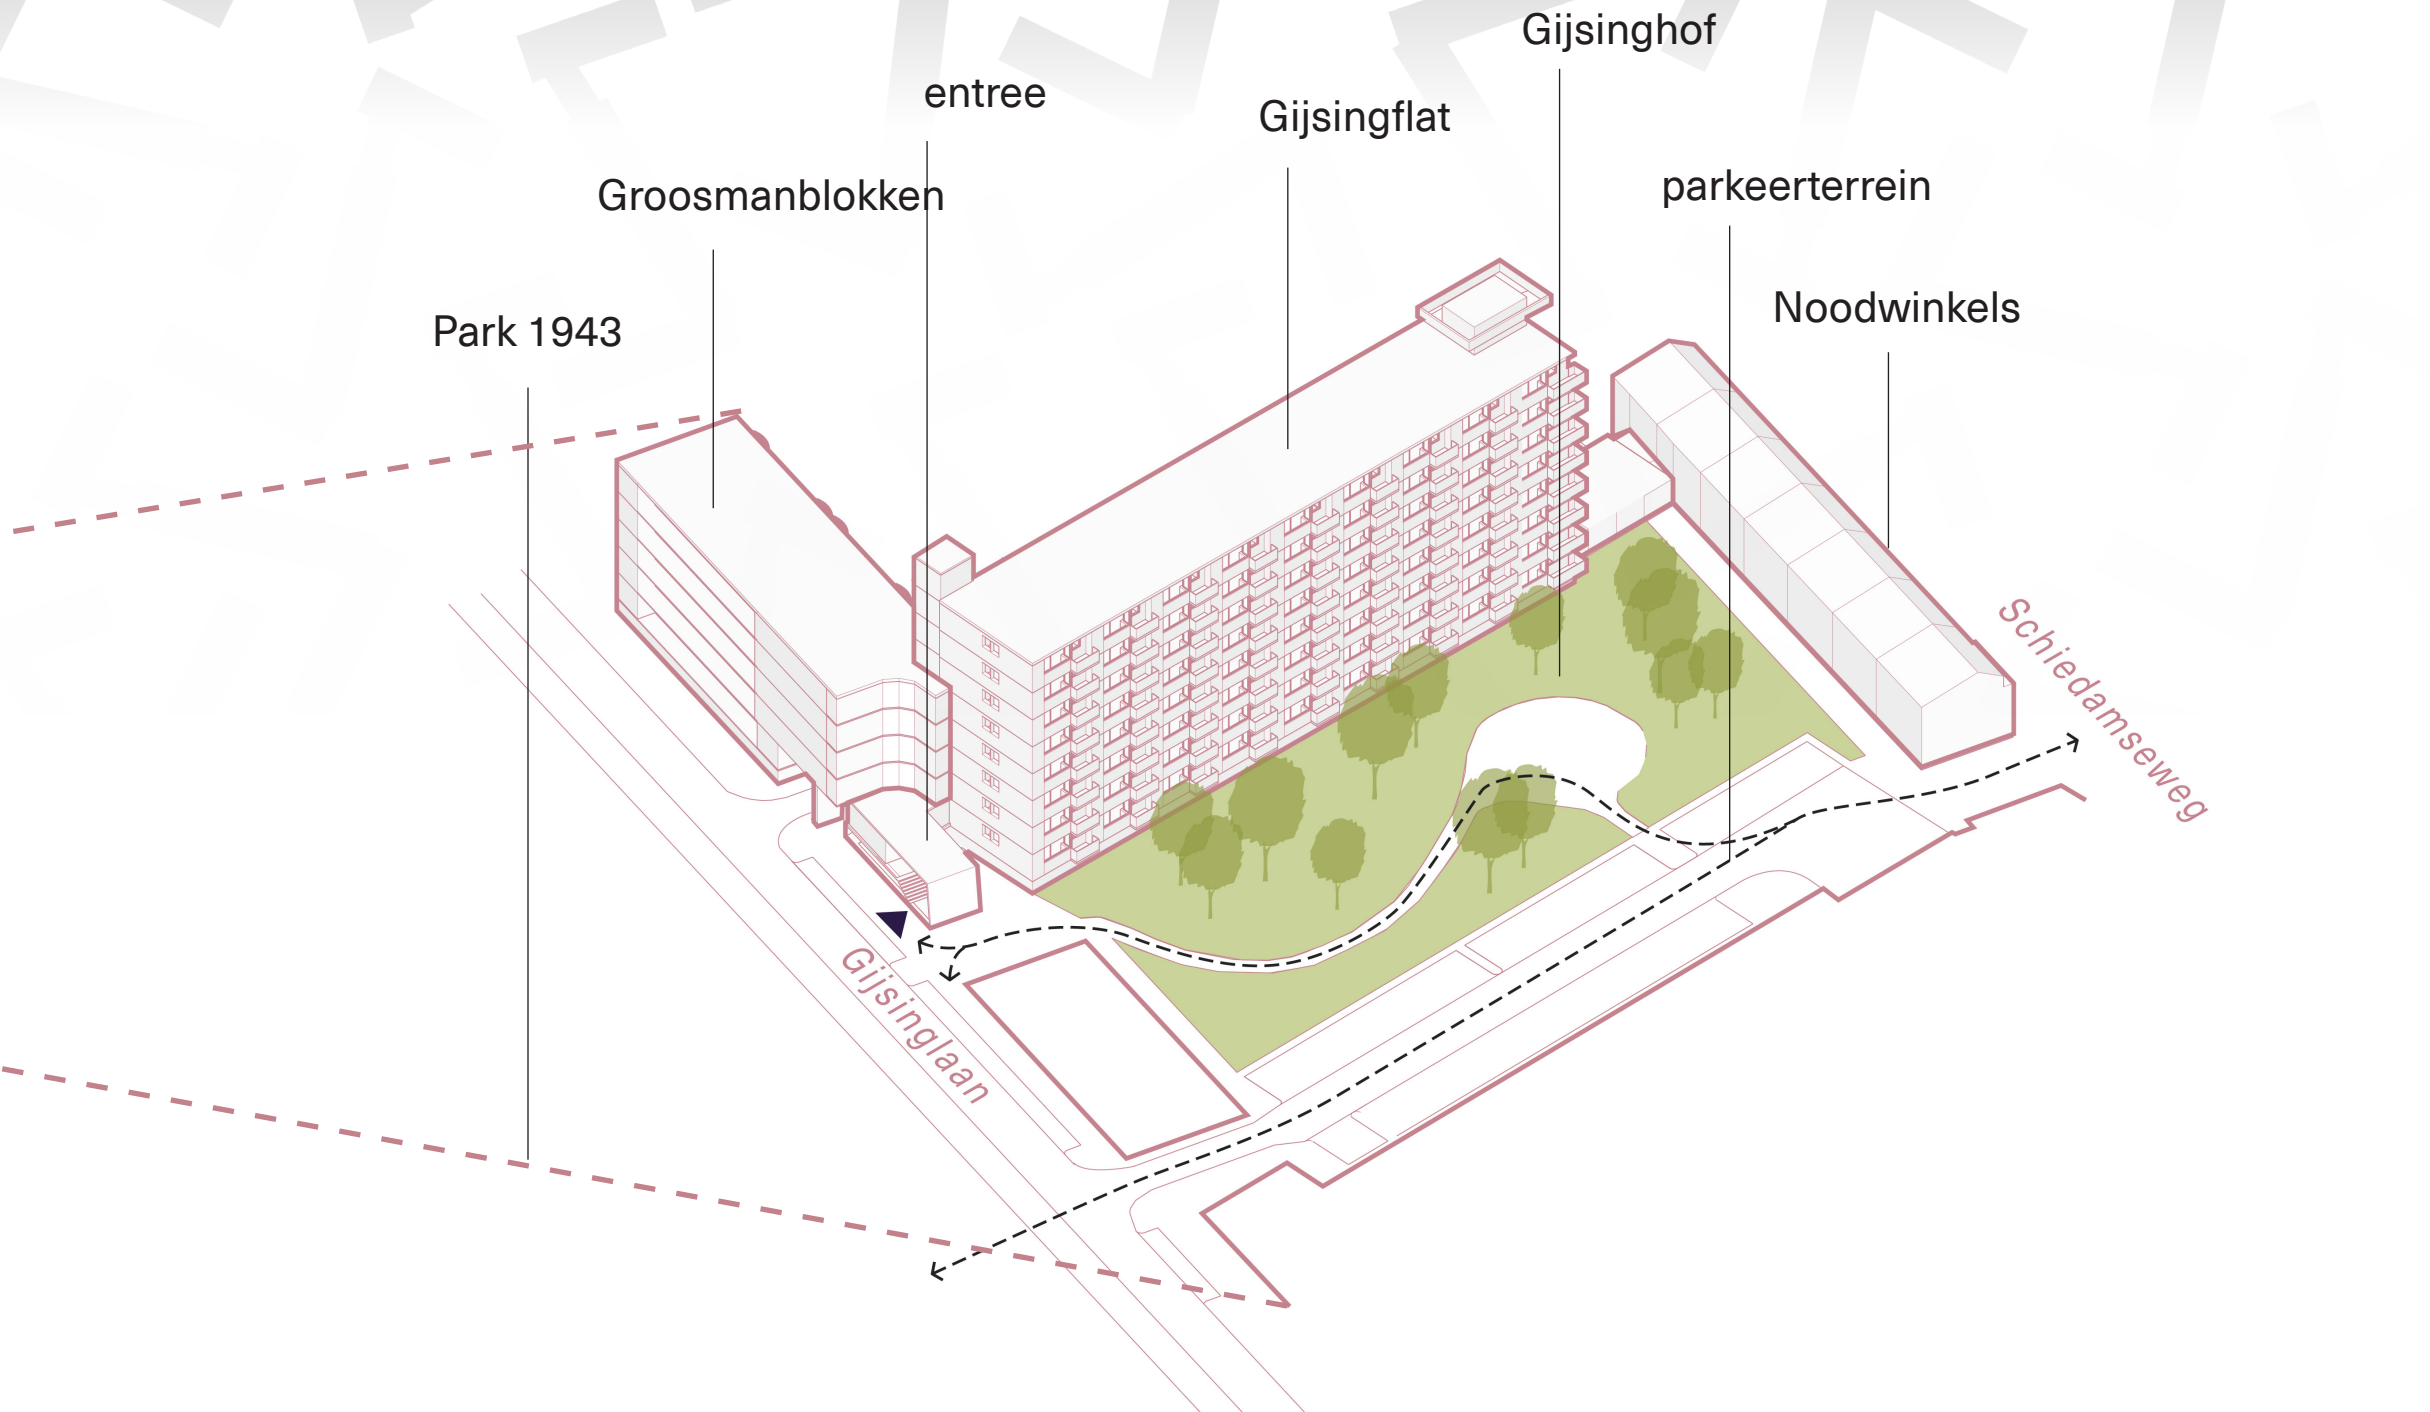 Gijsinghof
entree
Gijsingflat
parkeerterrein
Groosmanblokken
Noodwinkels
Park 1943
Schiedamseweg
Gijsinglaan